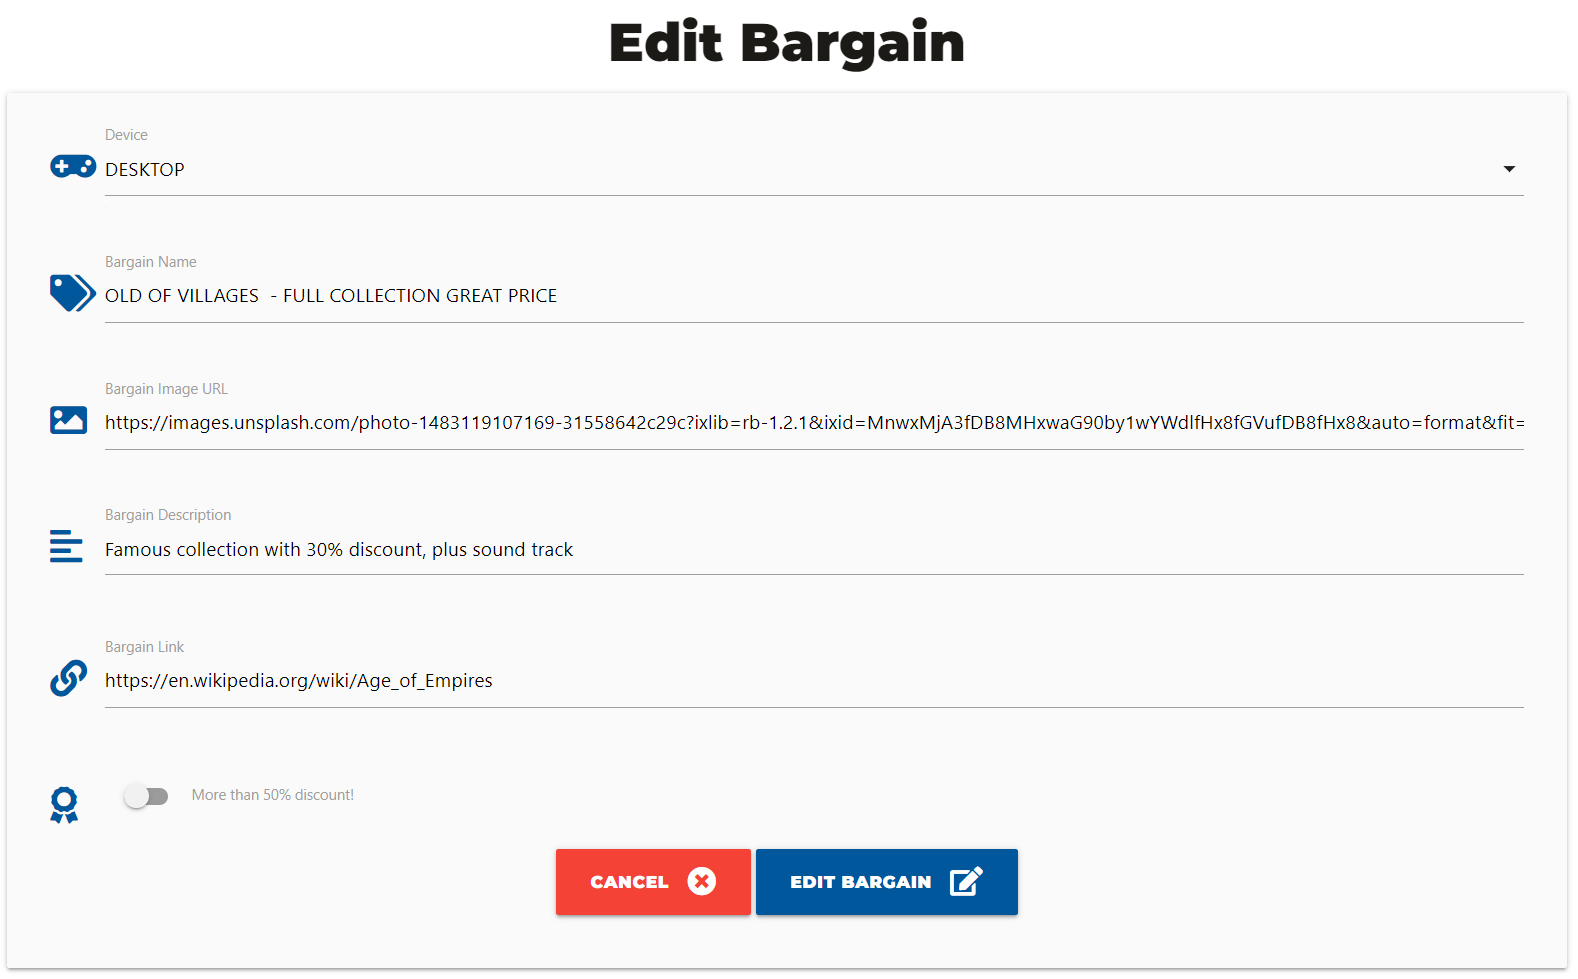 Edit Bargain
Device
DESKTOP
Bargain Name
OLD OF VILLAGES  - FULL COLLECTION GREAT PRICE
Bargain Image URL
https://images.unsplash.com/photo-1483119107169-31558642c29c?ixlib=rb-1.2.1&ixid=MnwxMjA3fDB8MHxwaG90by1wYWdlfHx8fGVufDB8fHx8&auto=format&fit=
Bargain Description
Famous collection with 30% discount, plus sound track
Bargain Link
https://en.wikipedia.org/wiki/Age_of_Empires
More than 50% discount!
CANCEL
EDIT BARGAIN